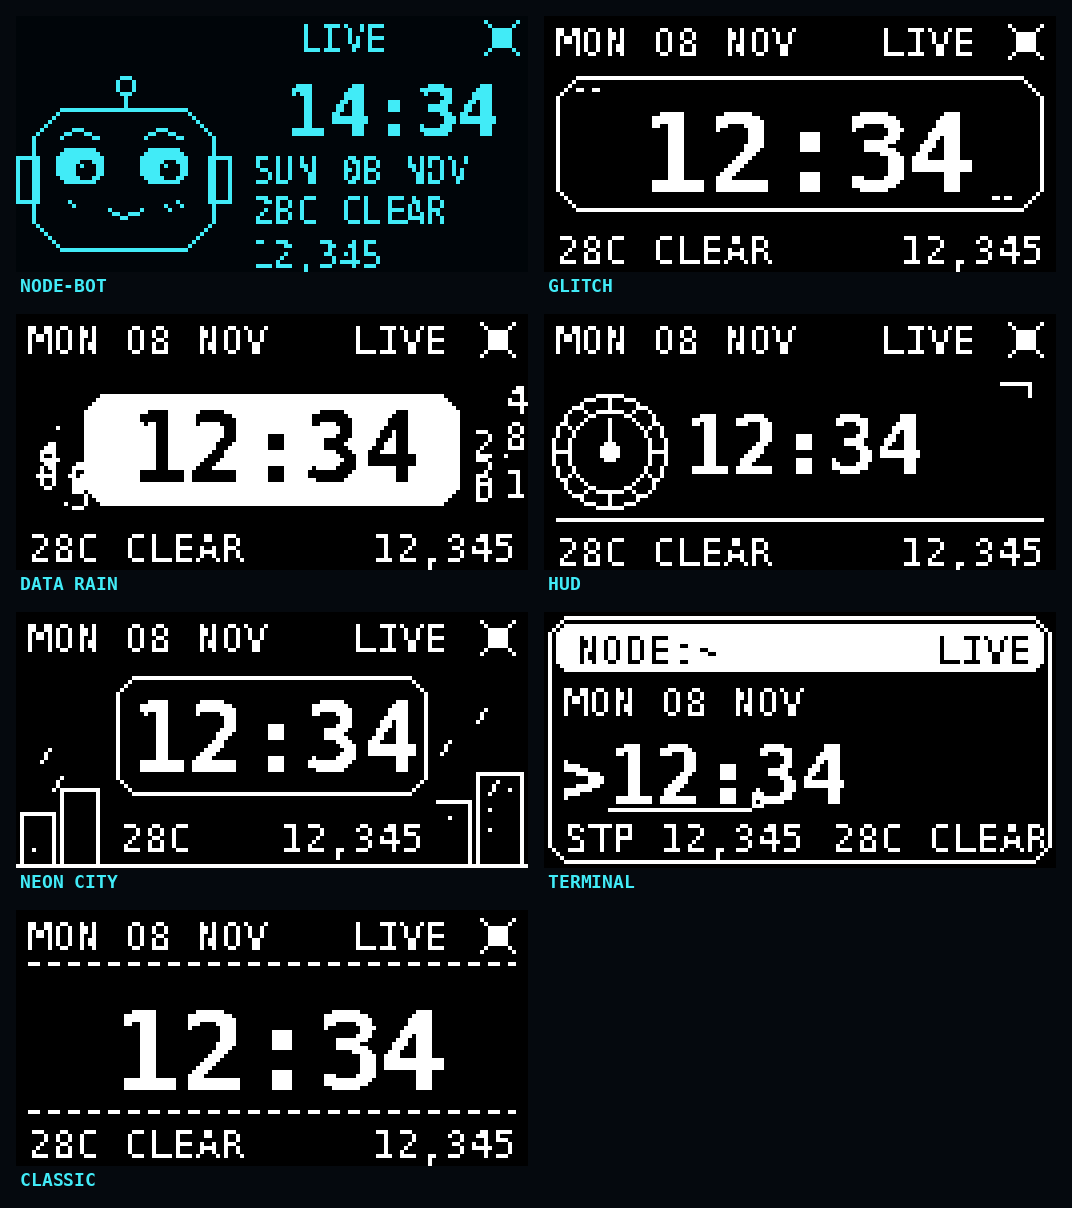 LIVE
14:34
SUN 08 NOV
28C CLEAR
12,345
NODE-BOT
MON 08 NOV LIVE
12:34
28C CLEAR 12,345
GLITCH
MON 08 NOV LIVE
12:34
28C CLEAR 12,345
DATA RAIN
MON 08 NOV LIVE
12:34
28C CLEAR 12,345
HUD
MON 08 NOV LIVE
12:34
28C 12,345
NEON CITY
NODE:~ LIVE
MON 08 NOV
>12:34
STP 12,345 28C CLEAR
TERMINAL
MON 08 NOV LIVE
12:34
28C CLEAR 12,345
CLASSIC